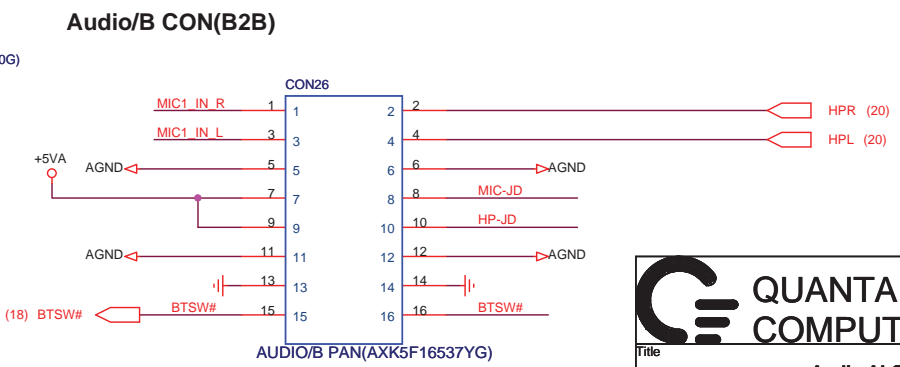 Audio/B CON(B2B)
0G)
CON26
MIC1_IN_R 1 1 2 2 HPR (20)
MIC1_IN_L 3 3 4 4 HPL (20)
+5VA
AGND 5 5 6 6 AGND
7 7 8 8 MIC-JD
9 9 10 10 HP-JD
AGND 11 11 12 12 AGND
13 13 14 14
(18) BTSW# BTSW# 15 15 16 16 BTSW#
AUDIO/B PAN(AXK5F16537YG)
QUANTA
COMPUT
Title